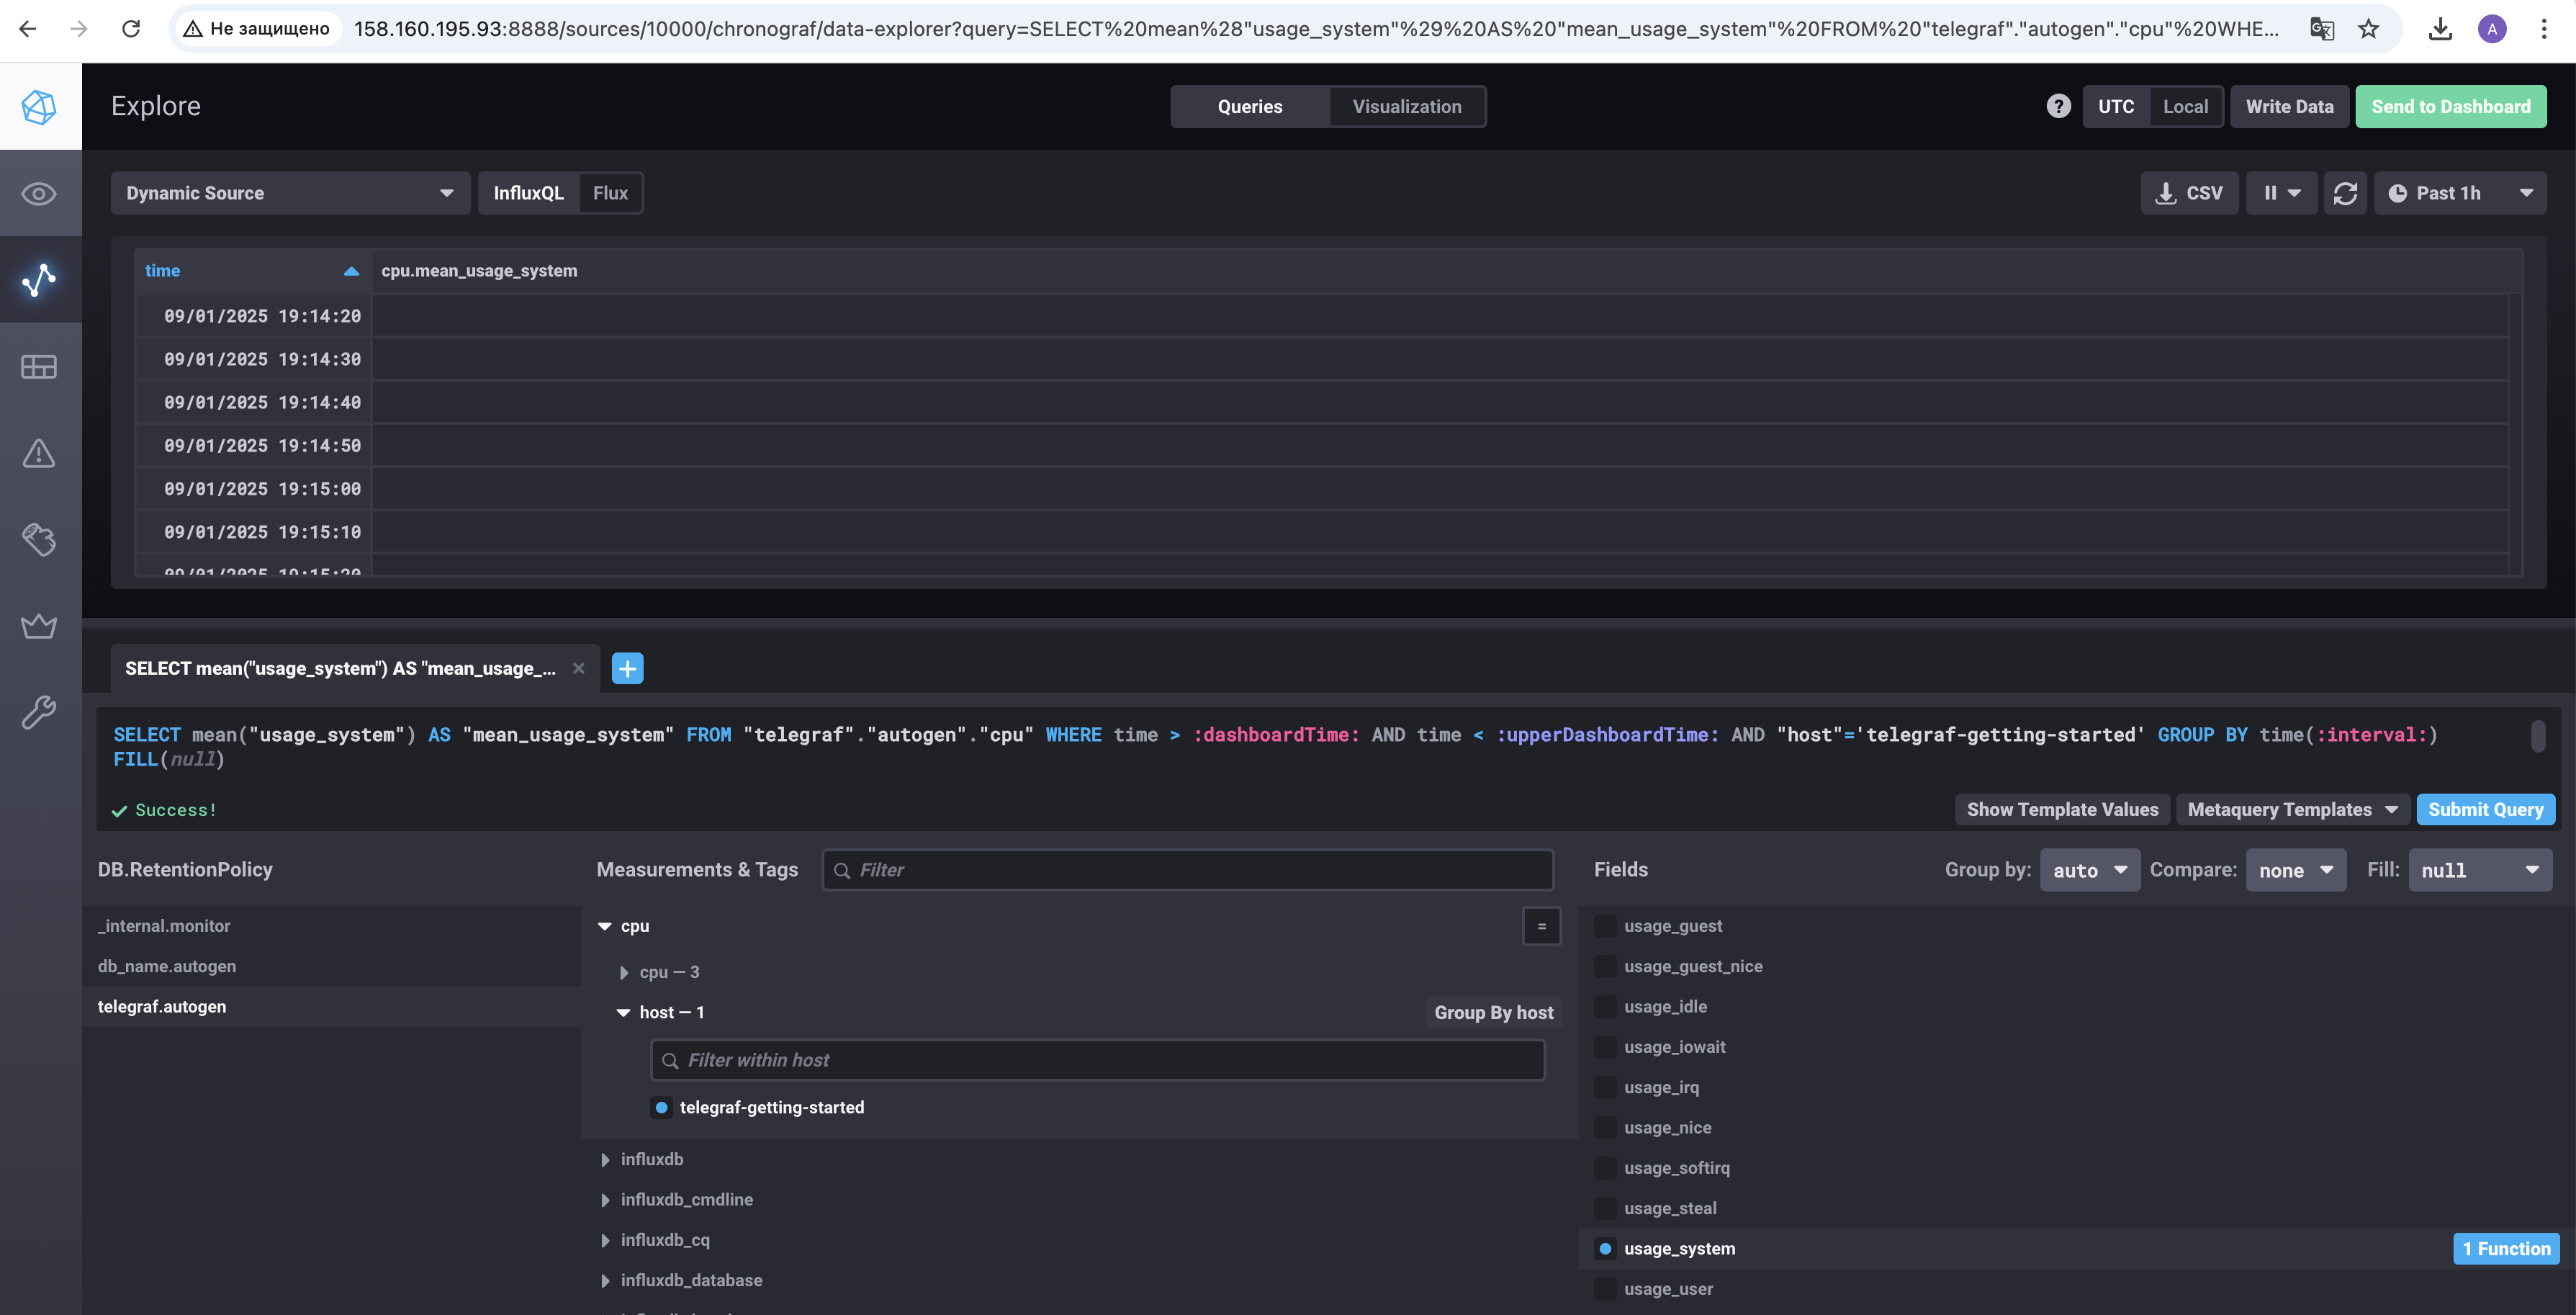 Не защищено
158.160.195.93:8888/sources/10000/chronograf/data-explorer?query=SELECT%20mean%28"usage_system"%29%20AS%20"mean_usage_system"%20FROM%20"telegraf"."autogen"."cpu"%20WHE...
A
Explore
Queries
Visualization
?
UTC
Local
Write Data
Send to Dashboard
Dynamic Source
InfluxQL
Flux
CSV
Past 1h
time
cpu.mean_usage_system
09/01/2025 19:14:20
09/01/2025 19:14:30
09/01/2025 19:14:40
09/01/2025 19:14:50
09/01/2025 19:15:00
09/01/2025 19:15:10
09/01/2025 19:15:20
SELECT mean("usage_system") AS "mean_usage_...
SELECT mean("usage_system") AS "mean_usage_system" FROM "telegraf"."autogen"."cpu" WHERE time > :dashboardTime: AND time < :upperDashboardTime: AND "host"='telegraf-getting-started' GROUP BY time(:interval:)
FILL(null)
Success!
Show Template Values
Metaquery Templates
Submit Query
DB.RetentionPolicy
Measurements & Tags
Filter
Fields
Group by:
auto
Compare:
none
Fill:
null
_internal.monitor
db_name.autogen
telegraf.autogen
cpu
=
cpu — 3
host — 1
Group By host
Filter within host
telegraf-getting-started
influxdb
influxdb_cmdline
influxdb_cq
influxdb_database
usage_guest
usage_guest_nice
usage_idle
usage_iowait
usage_irq
usage_nice
usage_softirq
usage_steal
usage_system
1 Function
usage_user